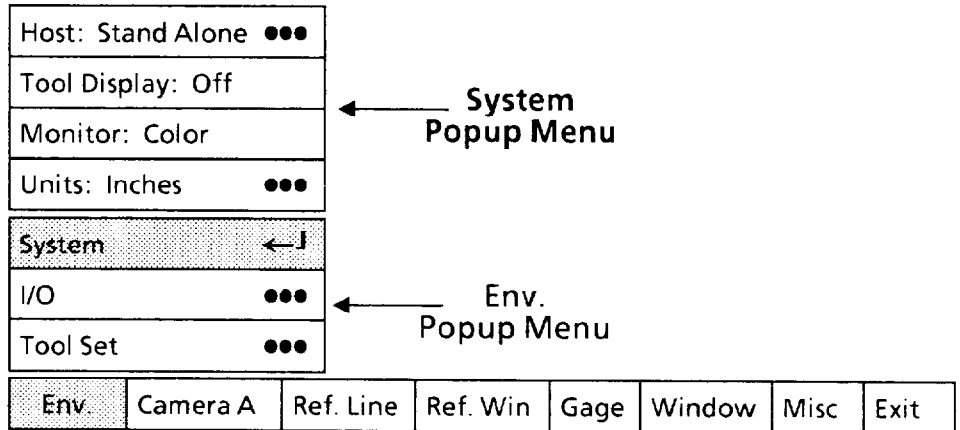 Host: Stand Alone ●●●
Tool Display: Off
Monitor: Color
Units: Inches ●●●
System
Popup Menu
System ←┘
I/O ●●●
Tool Set ●●●
Env.
Popup Menu
Env. Camera A Ref. Line Ref. Win Gage Window Misc Exit